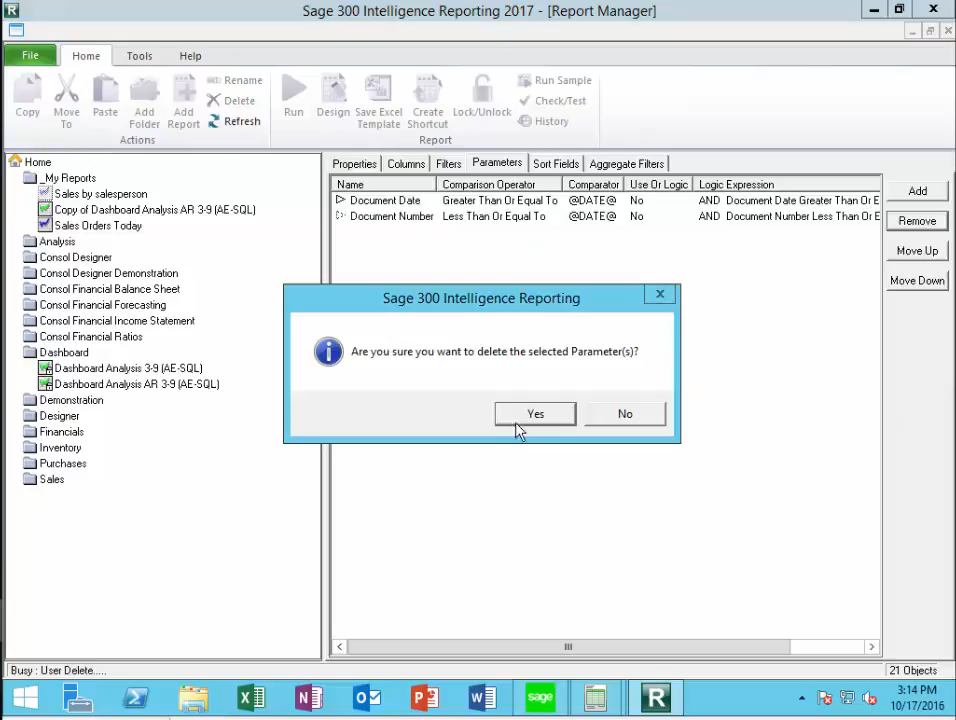 Sage 300 Intelligence Reporting 2017 - [Report Manager]
File Home Tools Help
Copy
Move To
Paste
Add Folder
Add Report
Rename
Delete
Refresh
Actions
Run
Design
Save Excel Template
Create Shortcut
Lock/Unlock
Run Sample
Check/Test
History
Report
Home
_My Reports
Sales by salesperson
Copy of Dashboard Analysis AR 3-9 (AE-SQL)
Sales Orders Today
Analysis
Consol Designer
Consol Designer Demonstration
Consol Financial Balance Sheet
Consol Financial Forecasting
Consol Financial Income Statement
Consol Financial Ratios
Dashboard
Dashboard Analysis 3-9 (AE-SQL)
Dashboard Analysis AR 3-9 (AE-SQL)
Demonstration
Designer
Financials
Inventory
Purchases
Sales
Properties Columns Filters Parameters Sort Fields Aggregate Filters
Name Comparison Operator Comparator Use Or Logic Logic Expression
Document Date Greater Than Or Equal To @DATE@ No AND Document Date Greater Than Or E
Document Number Less Than Or Equal To @DATE@ No AND Document Number Less Than Or E
Add
Remove
Move Up
Move Down
Sage 300 Intelligence Reporting
Are you sure you want to delete the selected Parameter(s)?
Yes No
Busy : User Delete..... 21 Objects
sage
3:14 PM
10/17/2016